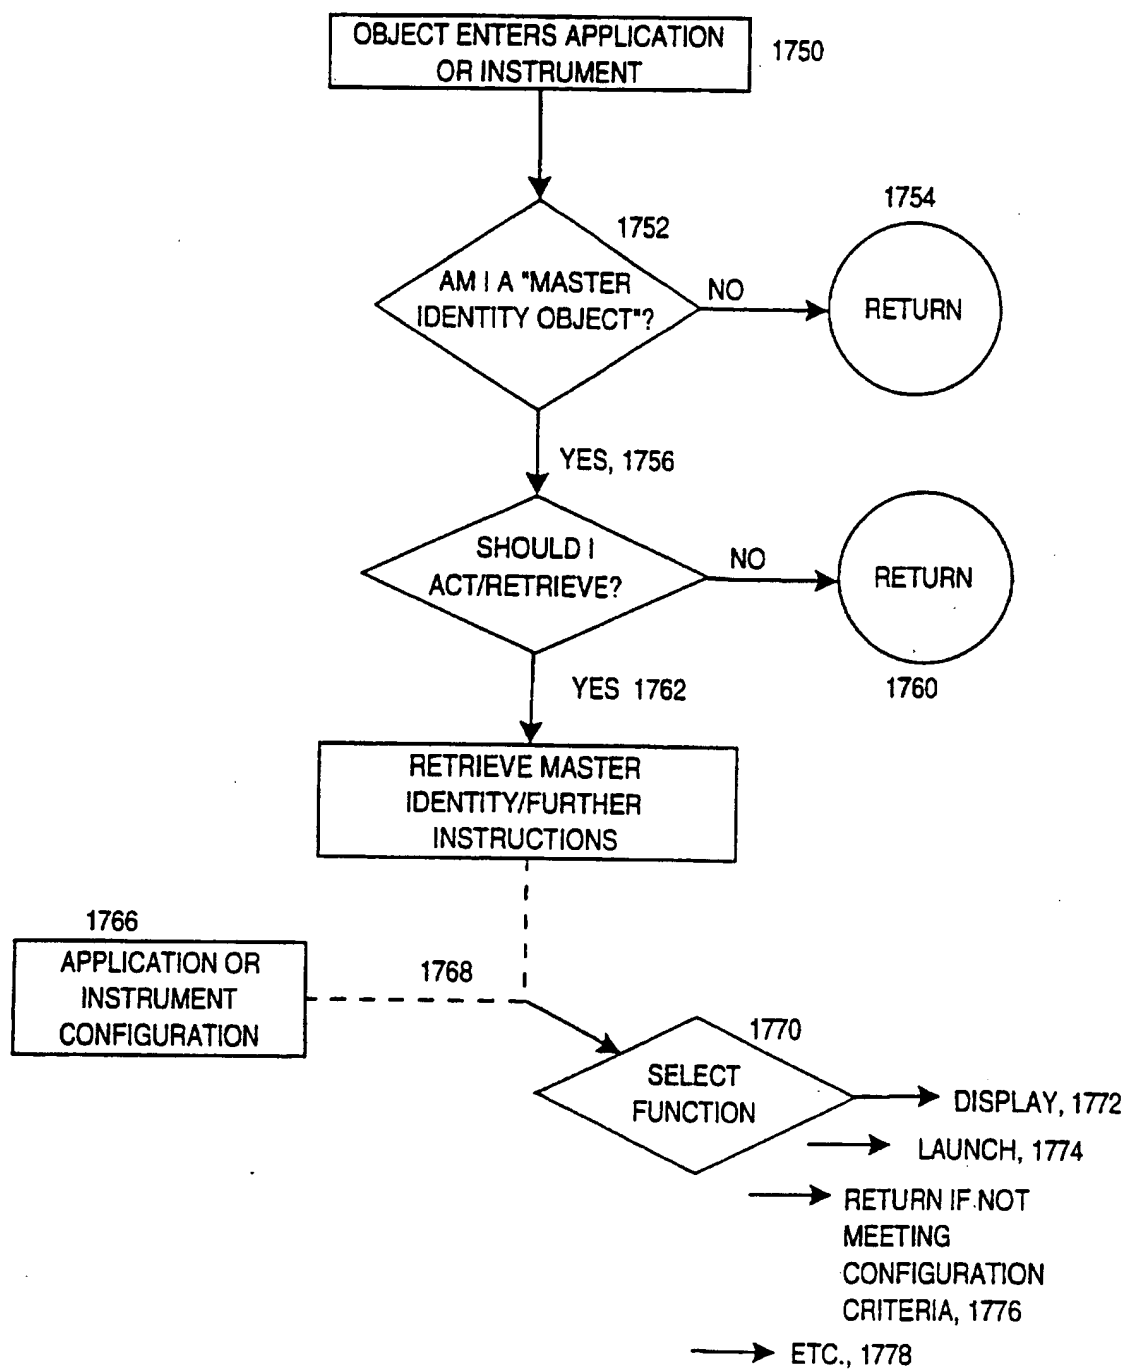 OBJECT ENTERS APPLICATION
OR INSTRUMENT
1750
1752
1754
AM I A "MASTER
IDENTITY OBJECT"?
NO
RETURN
YES, 1756
SHOULD I
ACT/RETRIEVE?
NO
RETURN
1760
YES 1762
RETRIEVE MASTER
IDENTITY/FURTHER
INSTRUCTIONS
1766
APPLICATION OR
INSTRUMENT
CONFIGURATION
1768
1770
SELECT
FUNCTION
DISPLAY, 1772
LAUNCH, 1774
RETURN IF NOT
MEETING
CONFIGURATION
CRITERIA, 1776
ETC., 1778